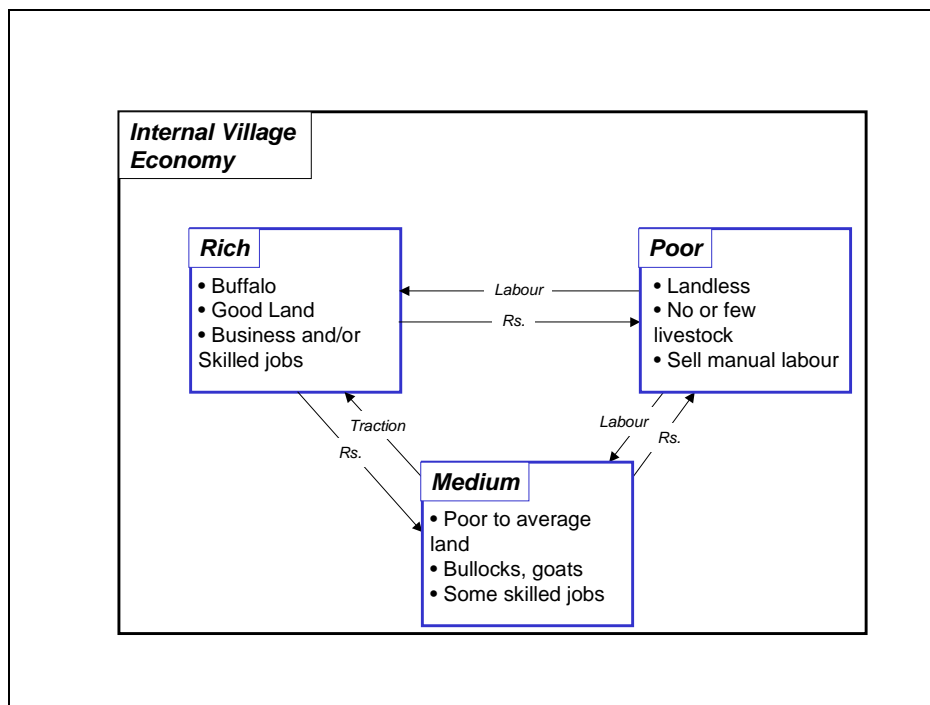 Internal Village
Economy
Rich
• Buffalo
• Good Land
• Business and/or
Skilled jobs
Labour
Rs.
Poor
• Landless
• No or few
livestock
• Sell manual labour
Traction
Rs.
Labour
Rs.
Medium
• Poor to average
land
• Bullocks, goats
• Some skilled jobs